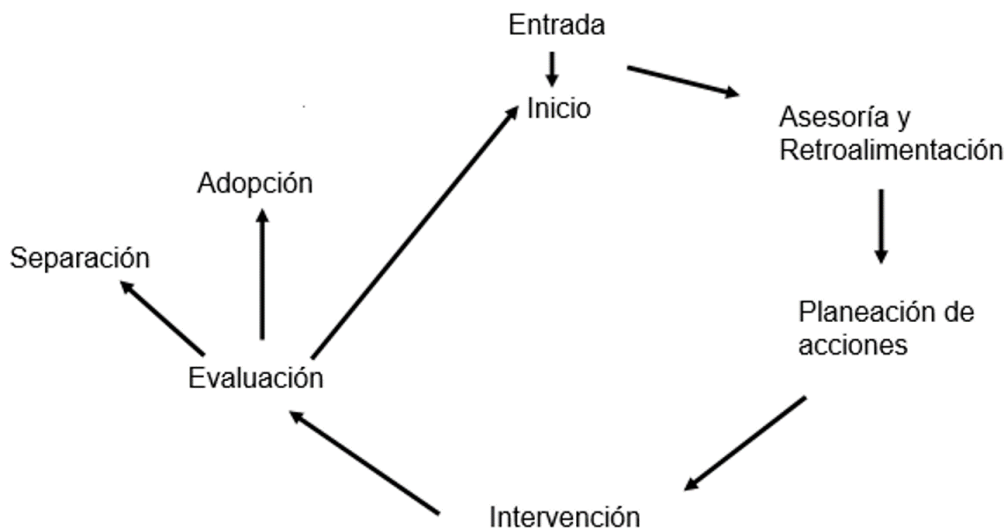 Entrada
Inicio
Asesoría y
Retroalimentación
Adopción
Separación
Planeación de
acciones
Evaluación
Intervención